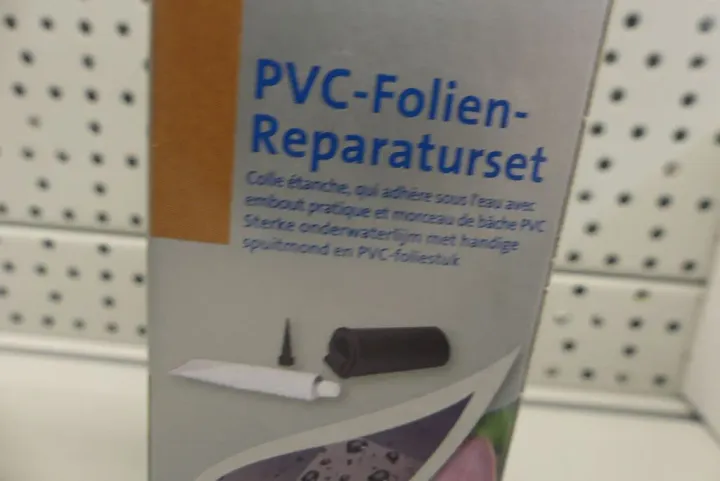 PVC-Folien-
Reparaturset
Colle étanche, qui adhère sous l'eau avec
embout pratique et morceau de bâche PVC
Sterke onderwaterlijm met handige
spuitmond en PVC-foliestuk